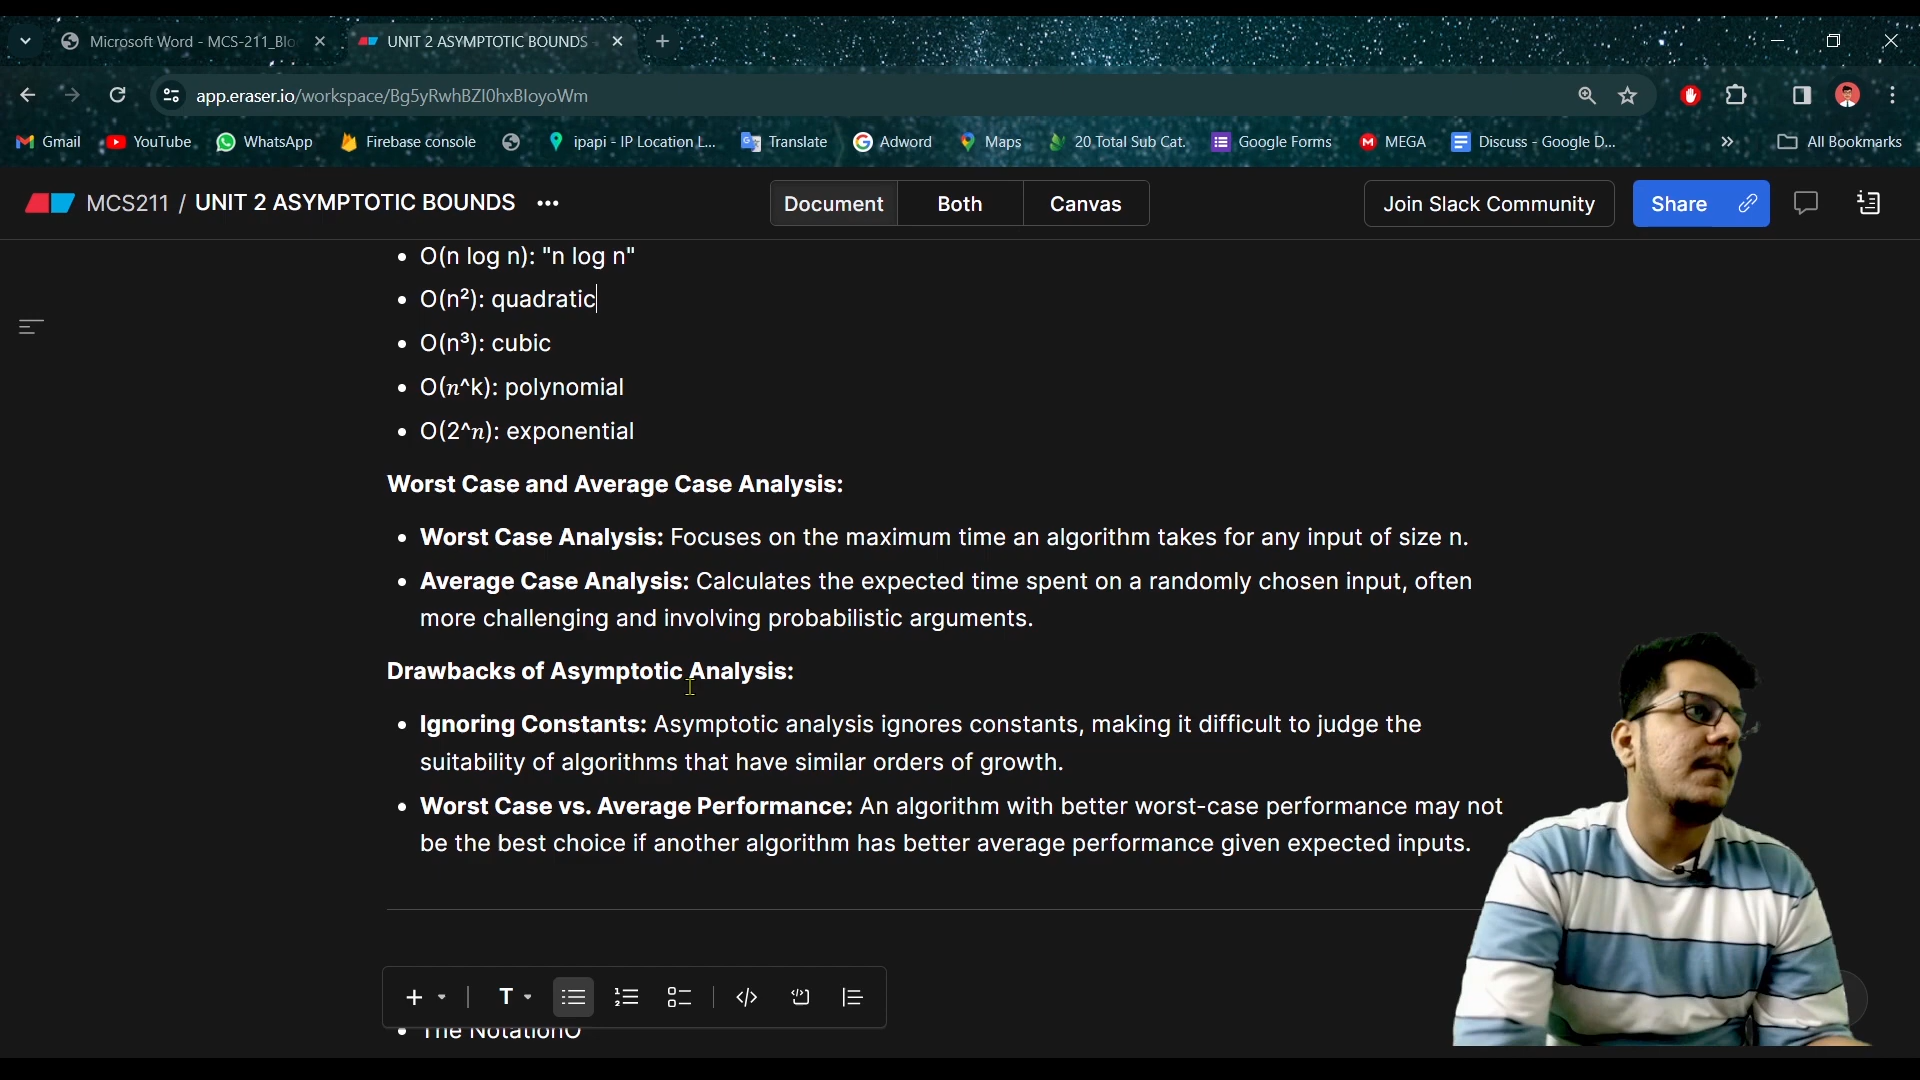 Microsoft Word - MCS-211_Blo
UNIT 2 ASYMPTOTIC BOUNDS
app.eraser.io/workspace/Bg5yRwhBZI0hxBIoyoWm
Gmail
YouTube
WhatsApp
Firebase console
ipapi - IP Location L...
Translate
Adword
Maps
20 Total Sub Cat.
Google Forms
MEGA
Discuss - Google D...
All Bookmarks
MCS211 / UNIT 2 ASYMPTOTIC BOUNDS
Document
Both
Canvas
Join Slack Community
Share
• O(n log n): "n log n"
• O(n²): quadratic
• O(n³): cubic
• O(𝑛^k): polynomial
• O(2^𝑛): exponential
Worst Case and Average Case Analysis:
• Worst Case Analysis: Focuses on the maximum time an algorithm takes for any input of size n.
• Average Case Analysis: Calculates the expected time spent on a randomly chosen input, often
more challenging and involving probabilistic arguments.
Drawbacks of Asymptotic Analysis:
• Ignoring Constants: Asymptotic analysis ignores constants, making it difficult to judge the
suitability of algorithms that have similar orders of growth.
• Worst Case vs. Average Performance: An algorithm with better worst-case performance may not
be the best choice if another algorithm has better average performance given expected inputs.
• The NotationO